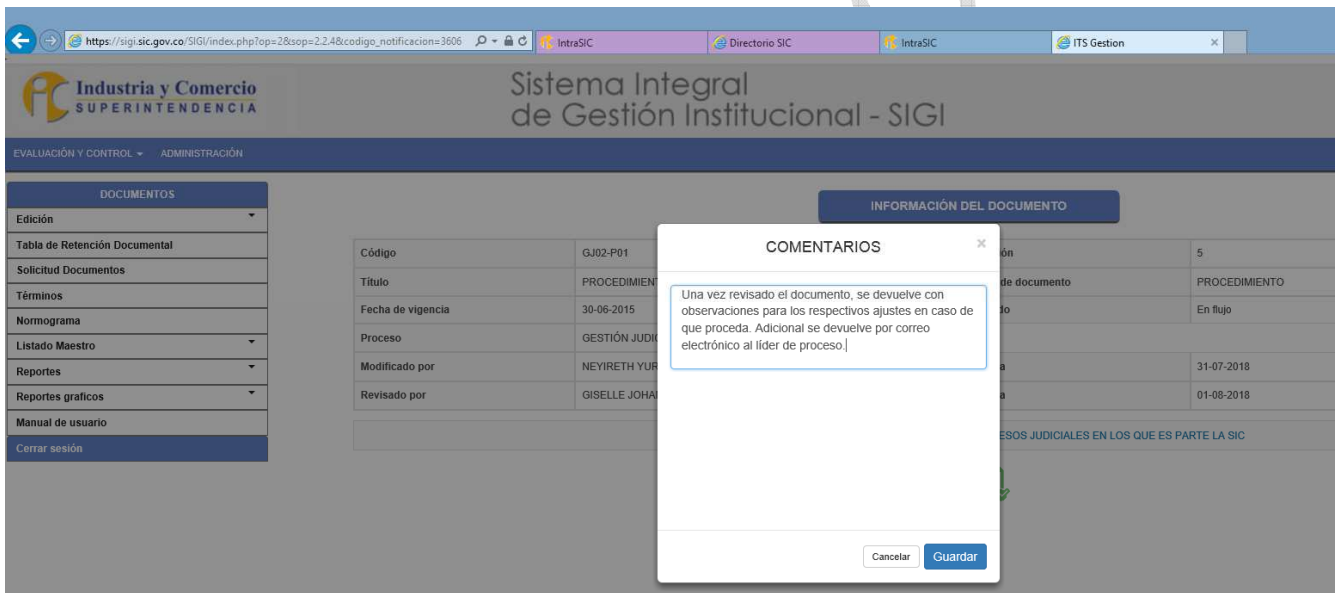 https://sigi.sic.gov.co/SIGI/index.php?op=2&sop=2.2.4&codigo_notificacion=3606
IntraSIC
Directorio SIC
IntraSIC
ITS Gestion
Industria y Comercio
SUPERINTENDENCIA
Sistema Integral
de Gestión Institucional - SIGI
EVALUACIÓN Y CONTROL
ADMINISTRACIÓN
DOCUMENTOS
Edición
Tabla de Retención Documental
Solicitud Documentos
Términos
Normograma
Listado Maestro
Reportes
Reportes graficos
Manual de usuario
Cerrar sesión
INFORMACIÓN DEL DOCUMENTO
Código GJ02-P01 ón 5
Título PROCEDIMIEN de documento PROCEDIMIENTO
Fecha de vigencia 30-06-2015 do En flujo
Proceso GESTIÓN JUDI
Modificado por NEYIRETH YUR a 31-07-2018
Revisado por GISELLE JOHA a 01-08-2018
ESOS JUDICIALES EN LOS QUE ES PARTE LA SIC
COMENTARIOS
Una vez revisado el documento, se devuelve con
observaciones para los respectivos ajustes en caso de
que proceda. Adicional se devuelve por correo
electrónico al líder de proceso.
Cancelar
Guardar